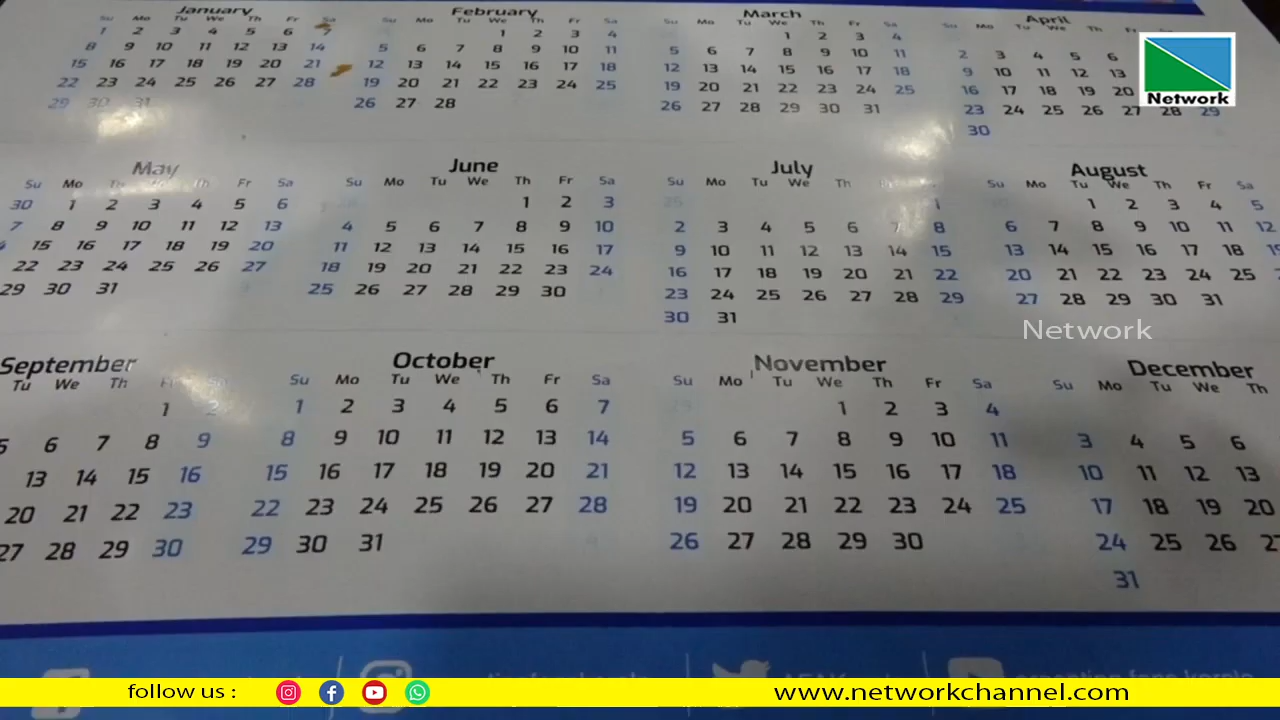 January February March April
Su Mo Tu We Th Fr Sa Su Mo Tu We Th Fr Sa Su Mo Tu We Th Fr Sa Su Mo Tu We Th Fr
1 2 3 4 5 6 7 1 2 3 4 1 2 3 4
8 9 10 11 12 13 14 5 6 7 8 9 10 11 5 6 7 8 9 10 11 2 3 4 5 6
15 16 17 18 19 20 21 12 13 14 15 16 17 18 12 13 14 15 16 17 18 9 10 11 12 13
22 23 24 25 26 27 28 19 20 21 22 23 24 25 19 20 21 22 23 24 25 16 17 18 19 20
29 30 31 26 27 28 26 27 28 29 30 31 23 24 25 26 27 28 29
30
Network
May June July August
Su Mo Tu We Th Fr Sa Su Mo Tu We Th Fr Sa Su Mo Tu We Th Su Mo Tu We Th Fr Sa
30 1 2 3 4 5 6 1 2 3 1 1 2 3 4 5
7 8 9 10 11 12 13 4 5 6 7 8 9 10 2 3 4 5 6 7 8 6 7 8 9 10 11 12
15 16 17 18 19 20 11 12 13 14 15 16 17 9 10 11 12 13 14 15 13 14 15 16 17 18
22 23 24 25 26 27 18 19 20 21 22 23 24 16 17 18 19 20 21 22 20 21 22 23 24 25
29 30 31 25 26 27 28 29 30 23 24 25 26 27 28 29 27 28 29 30 31
30 31
Network
September October November December
Tu We Th Su Mo Tu We Th Fr Sa Su Mo Tu We Th Fr Sa Su Mo Tu We Th
1 2 1 2 3 4 5 6 7 1 2 3 4
5 6 7 8 9 8 9 10 11 12 13 14 5 6 7 8 9 10 11 3 4 5 6
13 14 15 16 15 16 17 18 19 20 21 12 13 14 15 16 17 18 10 11 12 13
20 21 22 23 22 23 24 25 26 27 28 19 20 21 22 23 24 25 17 18 19 20
27 28 29 30 29 30 31 26 27 28 29 30 24 25 26 27
31
follow us : www.networkchannel.com